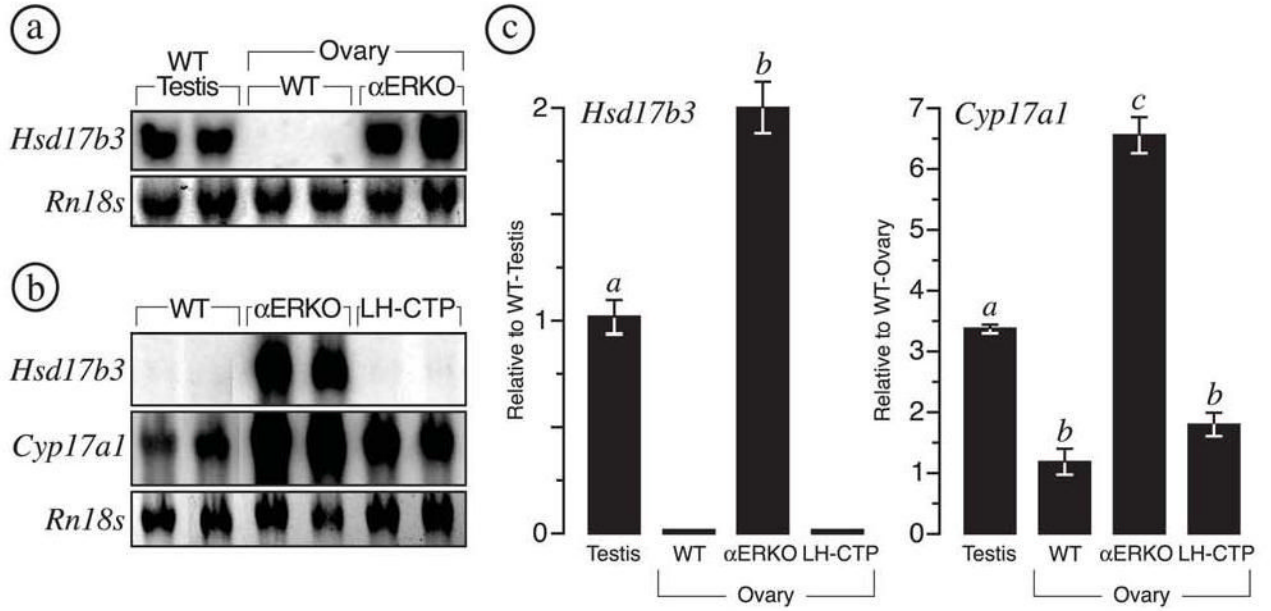 a
Ovary
WT
Testis
WT
αERKO
Hsd17b3
Rn18s
b
WT
αERKO
LH-CTP
Hsd17b3
Cyp17a1
Rn18s
c
Hsd17b3
Relative to WT-Testis
2
1
0
a
b
Testis
WT
αERKO
LH-CTP
Ovary
Cyp17a1
Relative to WT-Ovary
7
6
5
4
3
2
1
0
a
b
c
b
Testis
WT
αERKO
LH-CTP
Ovary